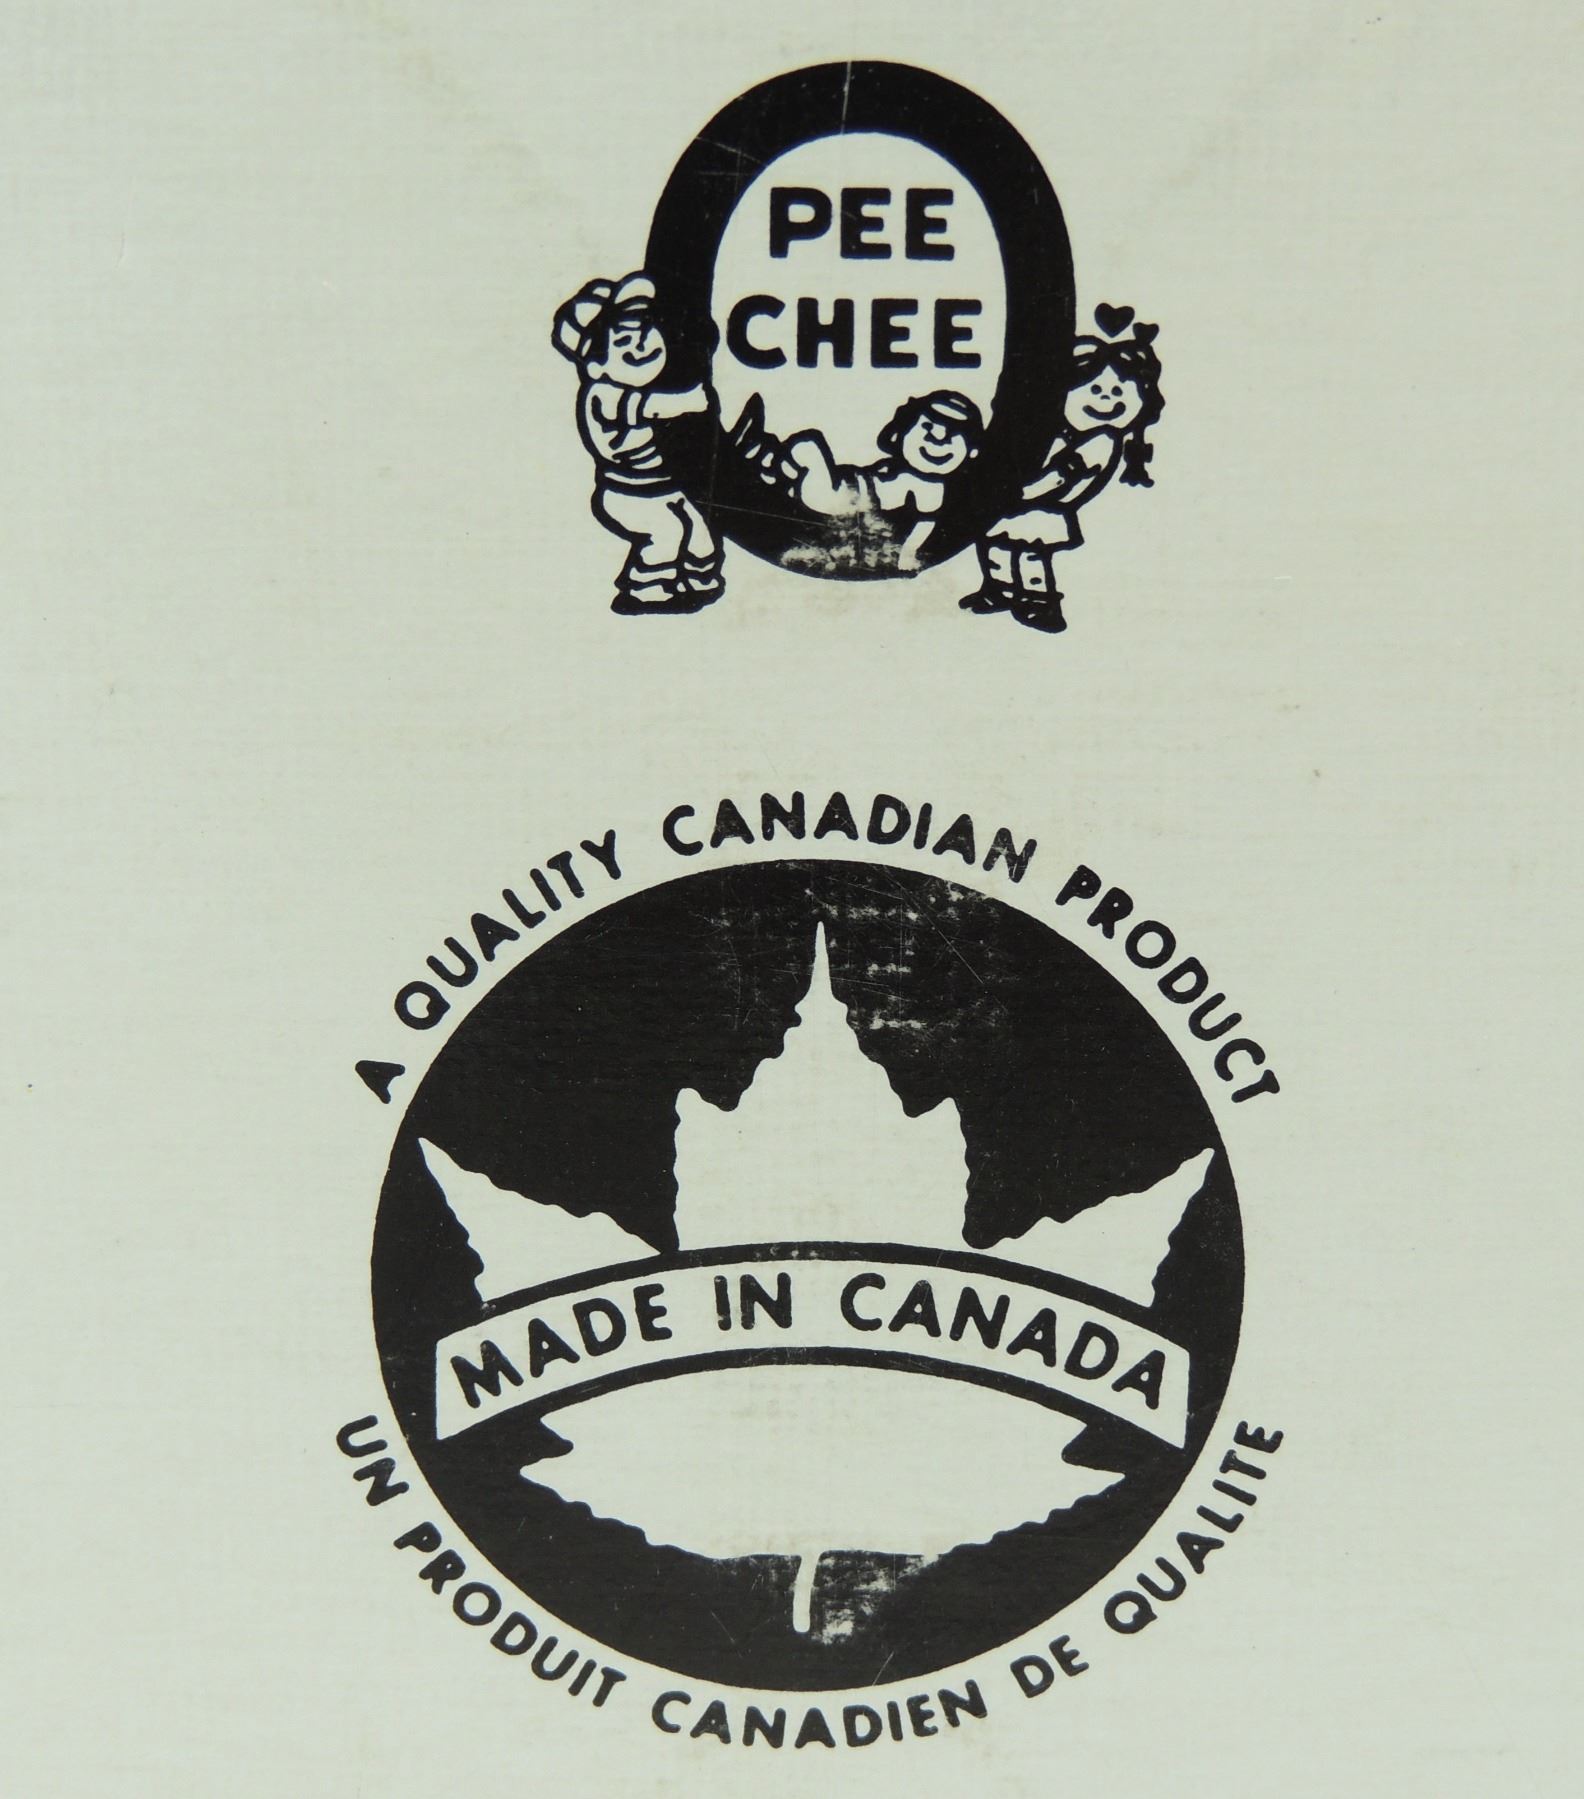 O
PEE
CHEE
A QUALITY CANADIAN PRODUCT
MADE IN CANADA
UN PRODUIT CANADIEN DE QUALITE